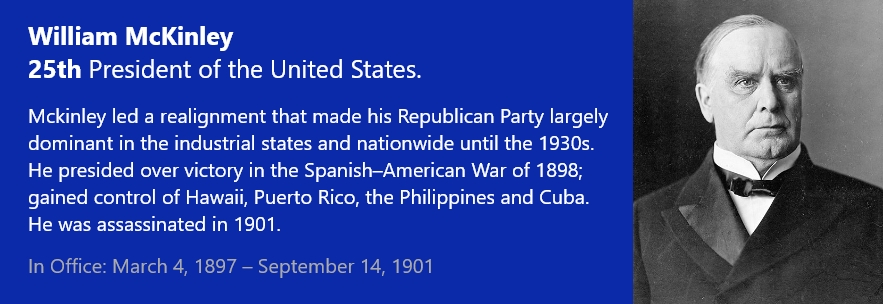 William McKinley
25th President of the United States.
Mckinley led a realignment that made his Republican Party largely
dominant in the industrial states and nationwide until the 1930s.
He presided over victory in the Spanish–American War of 1898;
gained control of Hawaii, Puerto Rico, the Philippines and Cuba.
He was assassinated in 1901.
In Office: March 4, 1897 – September 14, 1901